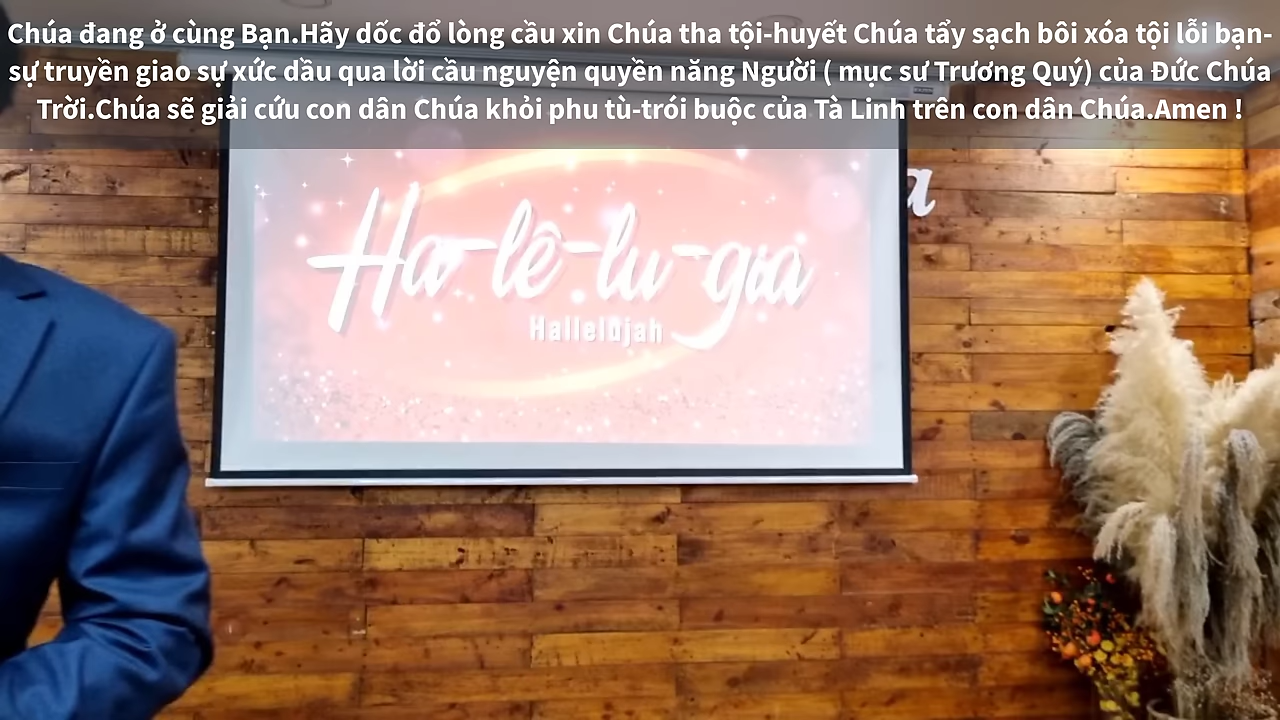 Chúa đang ở cùng Bạn.Hãy dốc đổ lòng cầu xin Chúa tha tội-huyết Chúa tẩy sạch bôi xóa tội lỗi bạn-
sự truyền giao sự xức dầu qua lời cầu nguyện quyền năng Người ( mục sư Trương Quý) của Đức Chúa
Trời.Chúa sẽ giải cứu con dân Chúa khỏi phu tù-trói buộc của Tà Linh trên con dân Chúa.Amen !
a
Ha-lê-lu-gia
Hallelujah